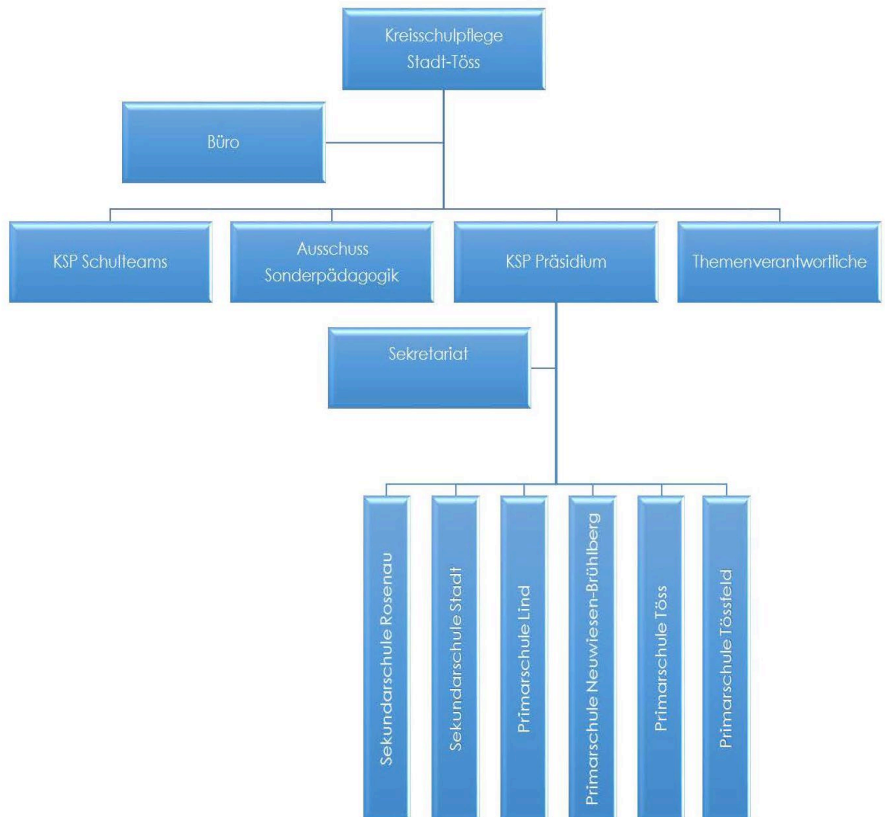 Kreisschulpflege
Stadt-Töss
Büro
KSP Schulteams
Ausschuss
Sonderpädagogik
KSP Präsidium
Themenverantwortliche
Sekretariat
Sekundarschule Rosenau
Sekundarschule Stadt
Primarschule Lind
Primarschule Neuwiesen-Brühlberg
Primarschule Töss
Primarschule Tössfeld